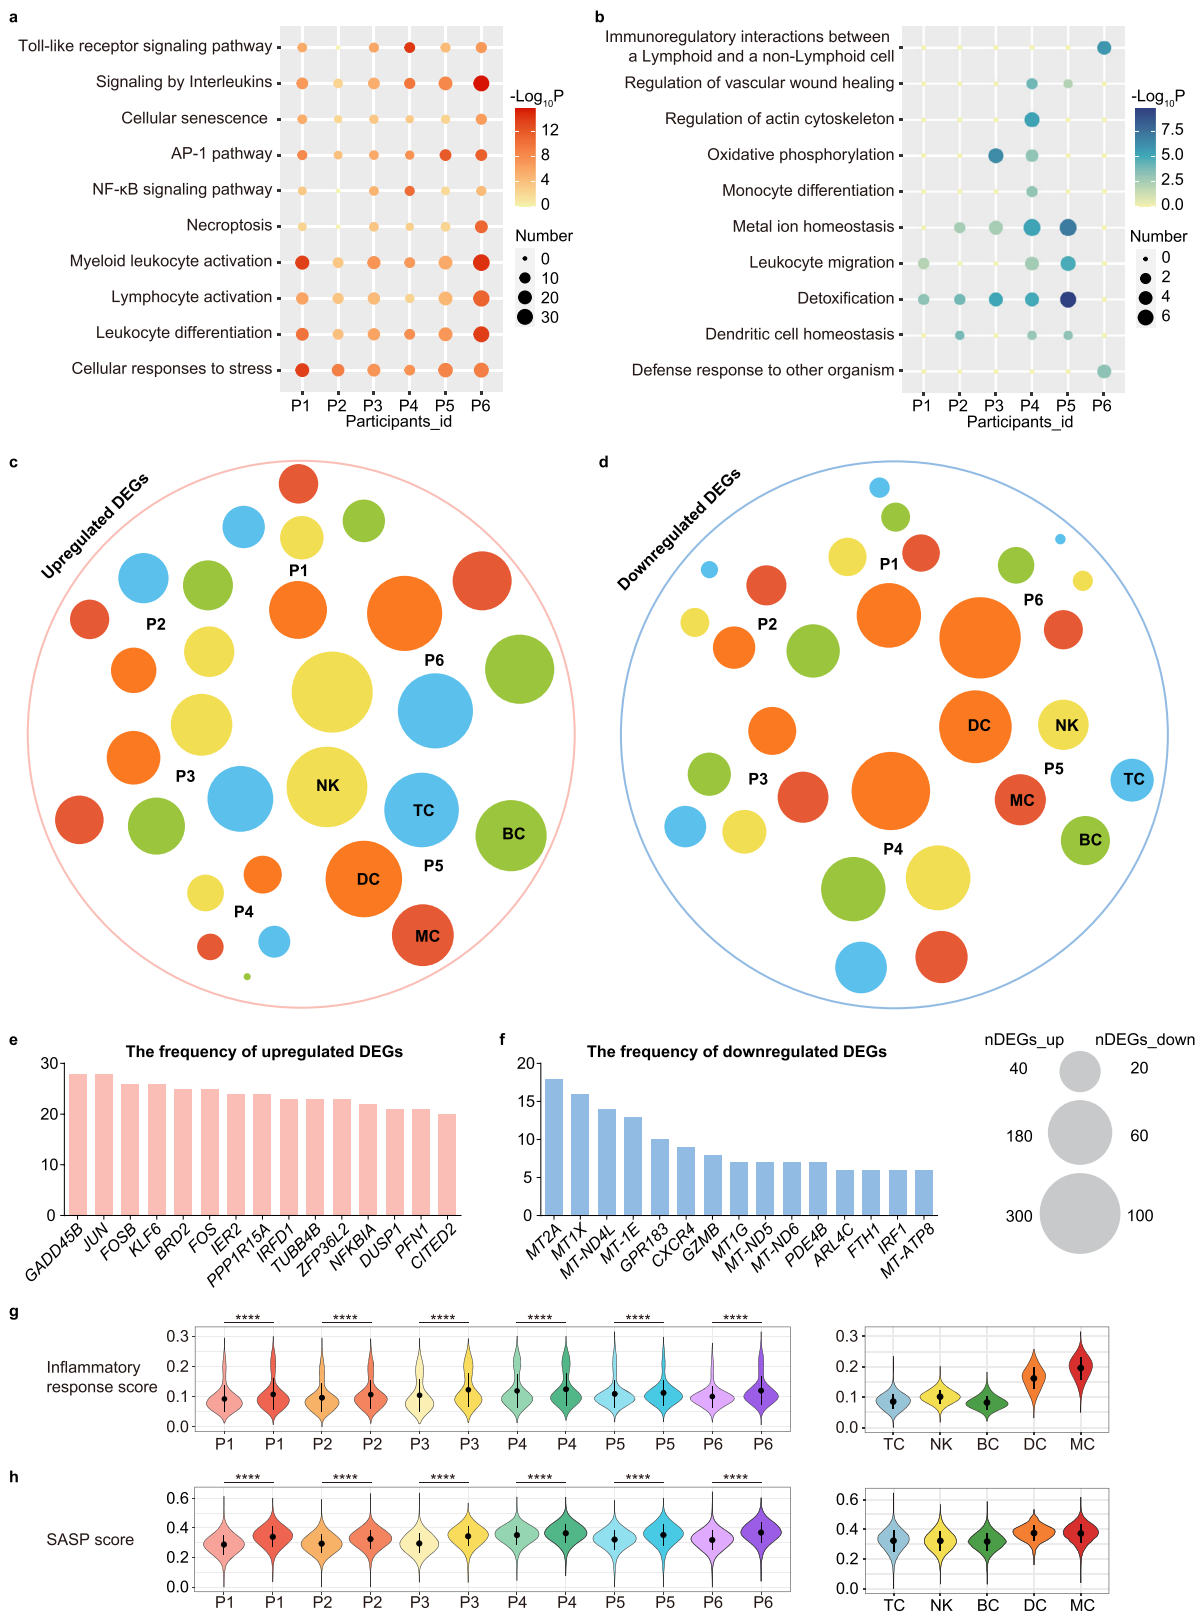 a
Toll-like receptor signaling pathway
Signaling by Interleukins
Cellular senescence
AP-1 pathway
NF-κB signaling pathway
Necroptosis
Myeloid leukocyte activation
Lymphocyte activation
Leukocyte differentiation
Cellular responses to stress
P1 P2 P3 P4 P5 P6
Participants_id
-Log10P
12
8
4
0
Number
0
10
20
30
b
Immunoregulatory interactions between
a Lymphoid and a non-Lymphoid cell
Regulation of vascular wound healing
Regulation of actin cytoskeleton
Oxidative phosphorylation
Monocyte differentiation
Metal ion homeostasis
Leukocyte migration
Detoxification
Dendritic cell homeostasis
Defense response to other organism
P1 P2 P3 P4 P5 P6
Participants_id
-Log10P
7.5
5.0
2.5
0.0
Number
0
2
4
6
c
Upregulated DEGs
P1
P2
P6
P3
NK
TC
BC
P5
DC
P4
MC
d
Downregulated DEGs
P1
P6
P2
DC
NK
P5
P3
TC
MC
BC
P4
e
The frequency of upregulated DEGs
30
20
10
0
GADD45B
JUN
FOSB
KLF6
BRD2
FOS
IER2
PPP1R15A
IRFD1
TUBB4B
ZFP36L2
NFKBIA
DUSP1
PFN1
CITED2
f
The frequency of downregulated DEGs
20
15
10
5
0
MT2A
MT1X
MT-ND4L
MT-1E
GPR183
CXCR4
GZMB
MT1G
MT-ND5
MT-ND6
PDE4B
ARL4C
FTH1
IRF1
MT-ATP8
nDEGs_up nDEGs_down
40 20
180 60
300 100
g
Inflammatory
response score
0.3
0.2
0.1
0.0
**** **** **** **** **** ****
P1 P1 P2 P2 P3 P3 P4 P4 P5 P5 P6 P6
0.3
0.2
0.1
0.0
TC NK BC DC MC
h
SASP score
0.6
0.4
0.2
0.0
**** **** **** **** **** ****
P1 P1 P2 P2 P3 P3 P4 P4 P5 P5 P6 P6
0.6
0.4
0.2
0.0
TC NK BC DC MC